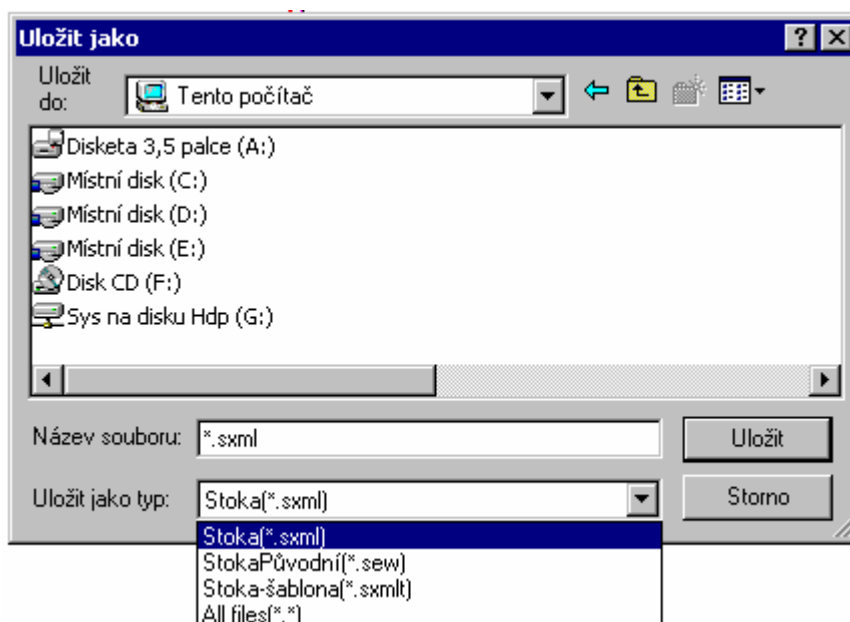 Uložit jako
Uložit
do:
Tento počítač
Disketa 3,5 palce (A:)
Místní disk (C:)
Místní disk (D:)
Místní disk (E:)
Disk CD (F:)
Sys na disku Hdp (G:)
Název souboru: *.sxml Uložit
Uložit jako typ: Stoka(*.sxml) Storno
Stoka(*.sxml)
StokaPůvodní(*.sew)
Stoka-šablona(*.sxmlt)
All files(*.*)